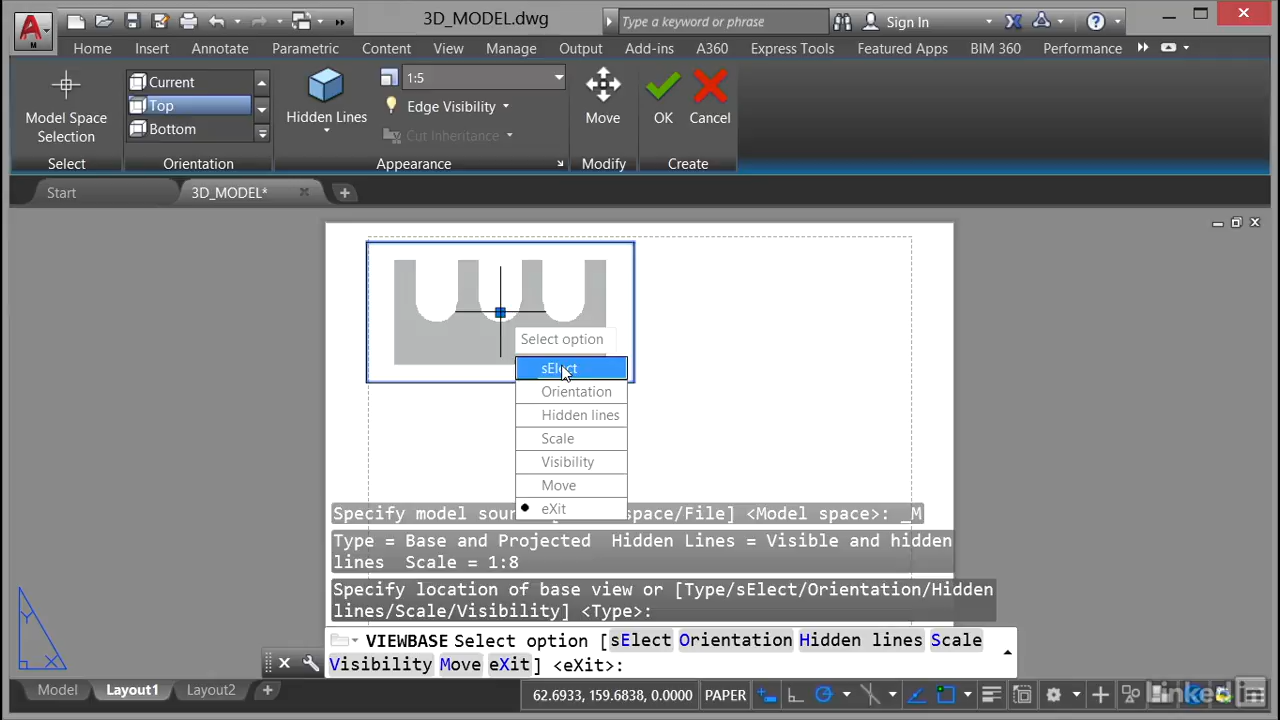 3D_MODEL.dwg
Type a keyword or phrase
Sign In
M
Home Insert Annotate Parametric Content View Manage Output Add-ins A360 Express Tools Featured Apps BIM 360 Performance
Model Space
Selection
Select
Current
Top
Bottom
Orientation
Hidden Lines
1:5
Edge Visibility
Cut Inheritance
Appearance
Move
Modify
OK Cancel
Create
Start
3D_MODEL*
Select option
sElect
Orientation
Hidden lines
Scale
Visibility
Move
eXit
Specify model sour space/File] <Model space>: _M
Type = Base and Projected Hidden Lines = Visible and hidden
lines Scale = 1:8
Specify location of base view or [Type/sElect/Orientation/Hidden
lines/Scale/Visibility] <Type>:
VIEWBASE Select option [sElect Orientation Hidden lines Scale
Visibility Move eXit] <eXit>:
Y
X
Model Layout1 Layout2
62.6933, 159.6838, 0.0000 PAPER
Linked in